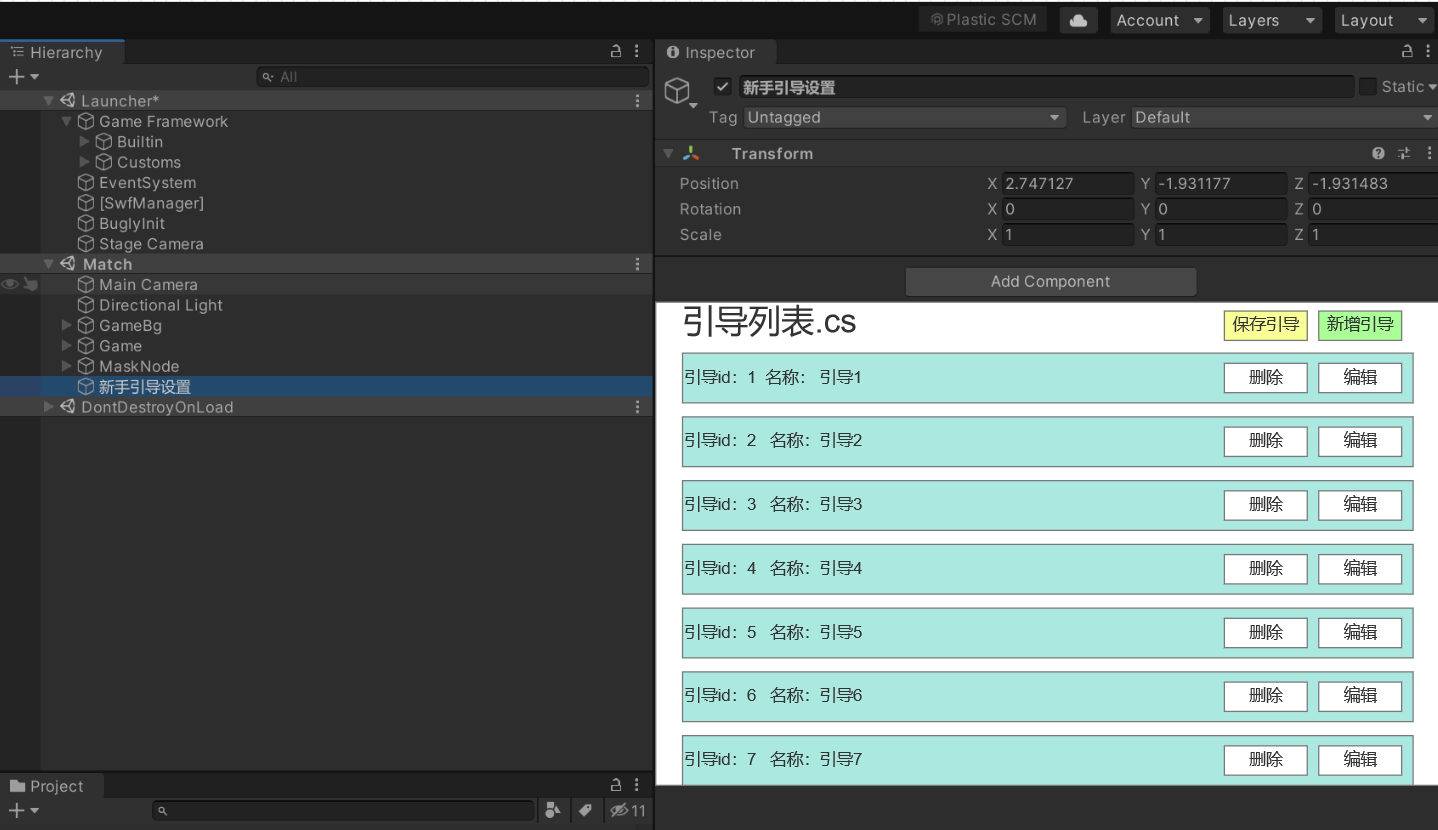 Plastic SCM
Account
Layers
Layout
Hierarchy
All
Launcher*
Game Framework
Builtin
Customs
EventSystem
[SwfManager]
BuglyInit
Stage Camera
Match
Main Camera
Directional Light
GameBg
Game
MaskNode
新手引导设置
DontDestroyOnLoad
Project
11
Inspector
新手引导设置 Static
Tag Untagged Layer Default
Transform
Position X 2.747127 Y -1.931177 Z -1.931483
Rotation X 0 Y 0 Z 0
Scale X 1 Y 1 Z 1
Add Component
引导列表.cs 保存引导 新增引导
引导id: 1 名称: 引导1 删除 编辑
引导id: 2 名称: 引导2 删除 编辑
引导id: 3 名称: 引导3 删除 编辑
引导id: 4 名称: 引导4 删除 编辑
引导id: 5 名称: 引导5 删除 编辑
引导id: 6 名称: 引导6 删除 编辑
引导id: 7 名称: 引导7 删除 编辑